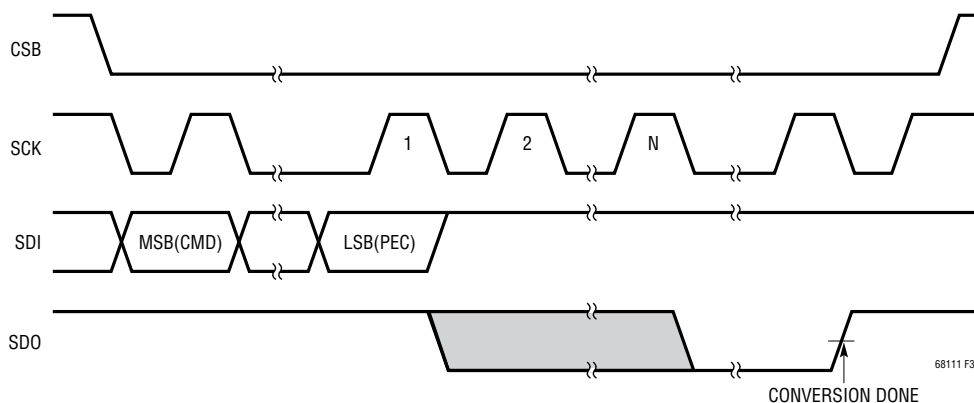 CSB
SCK
1
2
N
SDI
MSB(CMD)
LSB(PEC)
SDO
68111 F3
CONVERSION DONE